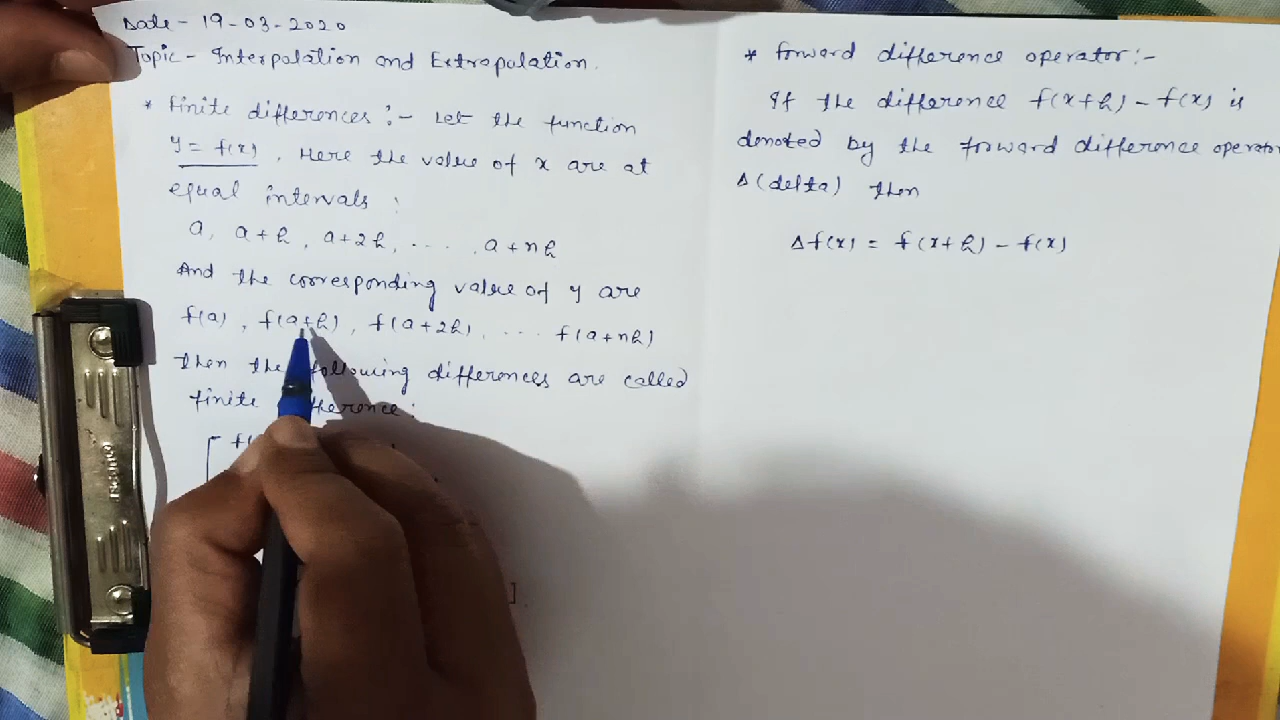 Date - 19-03-2020
Topic - Interpolation and Extrapolation.
* Finite differences :- Let the function
y = f(x) , Here the value of x are at
equal intervals :
a, a+h, a+2h, .... , a+nh
And the corresponding value of y are
f(a) , f(a+h) , f(a+2h), .... f(a+nh)
then the following differences are called
finite :
]
* Forward difference operator :-
If the difference f(x+h) - f(x) is
denoted by the forward difference operator
Δ (delta) then
Δf(x) = f(x+h) - f(x)